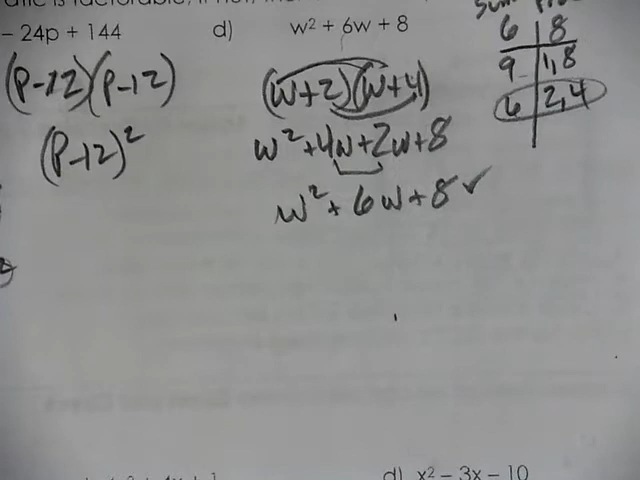 - 24p + 144
(P-12)(P-12)
(P-12)²
d) w² + 6w + 8
(w+2)(w+4)
w²+4w+2w+8
w²+6w+8 ✓
6 | 8
9 | 1,8
6 | 2,4
d) x² - 3x - 10